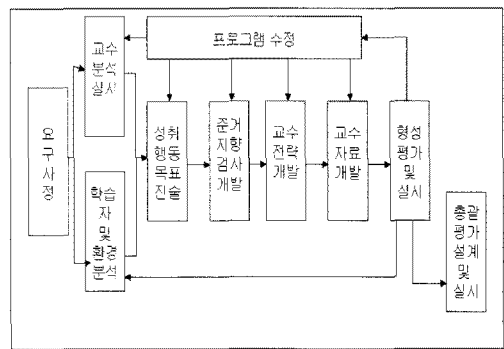 프로그램 수정
교수
분석
실시
요
구
사
정
성취
행동
목표
진술
준거
지향
검사
개발
교수
전략
개발
교수
자료
개발
형성
평가
및
실시
학습
자 및
환경
분석
총괄
평가
설계
및
실시